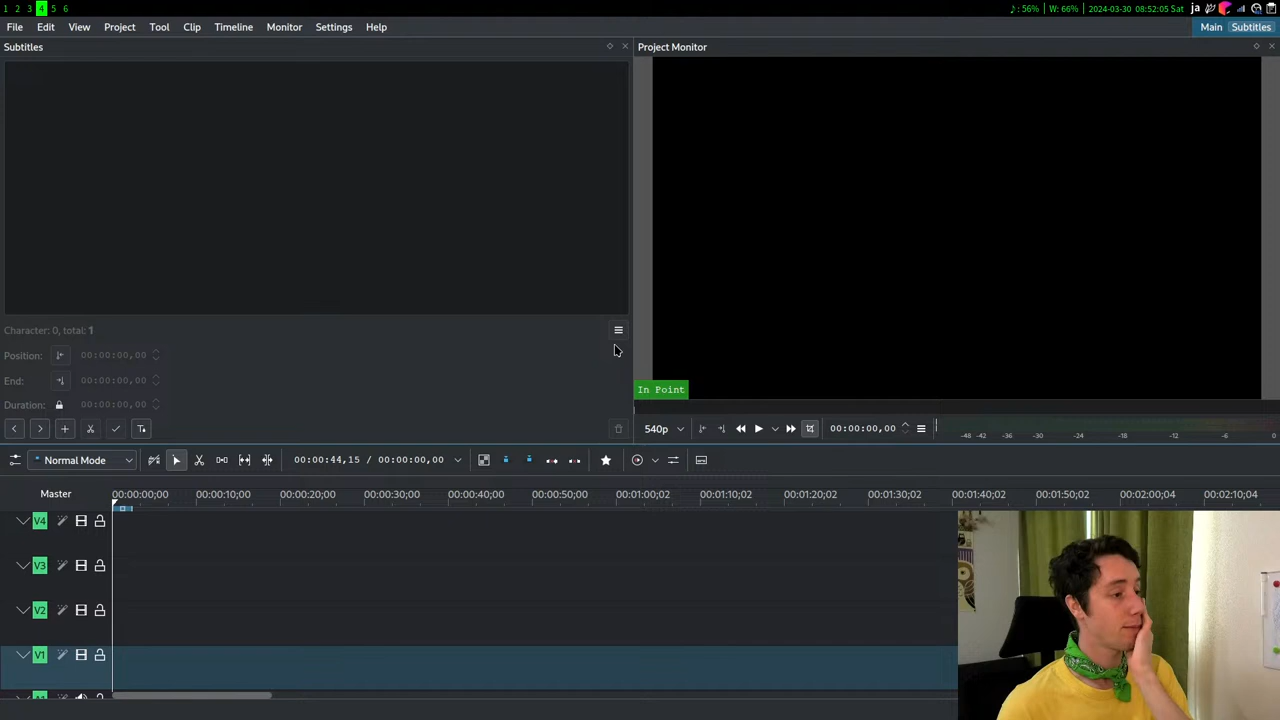 1 2 3 4 5 6
♪: 56% | W: 66% | 2024-03-30 08:52:05 Sat ja
File Edit View Project Tool Clip Timeline Monitor Settings Help
Main Subtitles
Subtitles
Project Monitor
Character: 0, total: 1
Position: 00:00:00,00
End: 00:00:00,00
Duration: 00:00:00,00
In Point
540p
00:00:00,00
-48 -42 -36 -30 -24 -18 -12 -6 0
Normal Mode
00:00:44,15 / 00:00:00,00
Master
00:00:00;00 00:00:10;00 00:00:20;00 00:00:30;00 00:00:40;00 00:00:50;00 00:01:00;02 00:01:10;02 00:01:20;02 00:01:30;02 00:01:40;02 00:01:50;02 00:02:00;04 00:02:10;04
V4
V3
V2
V1